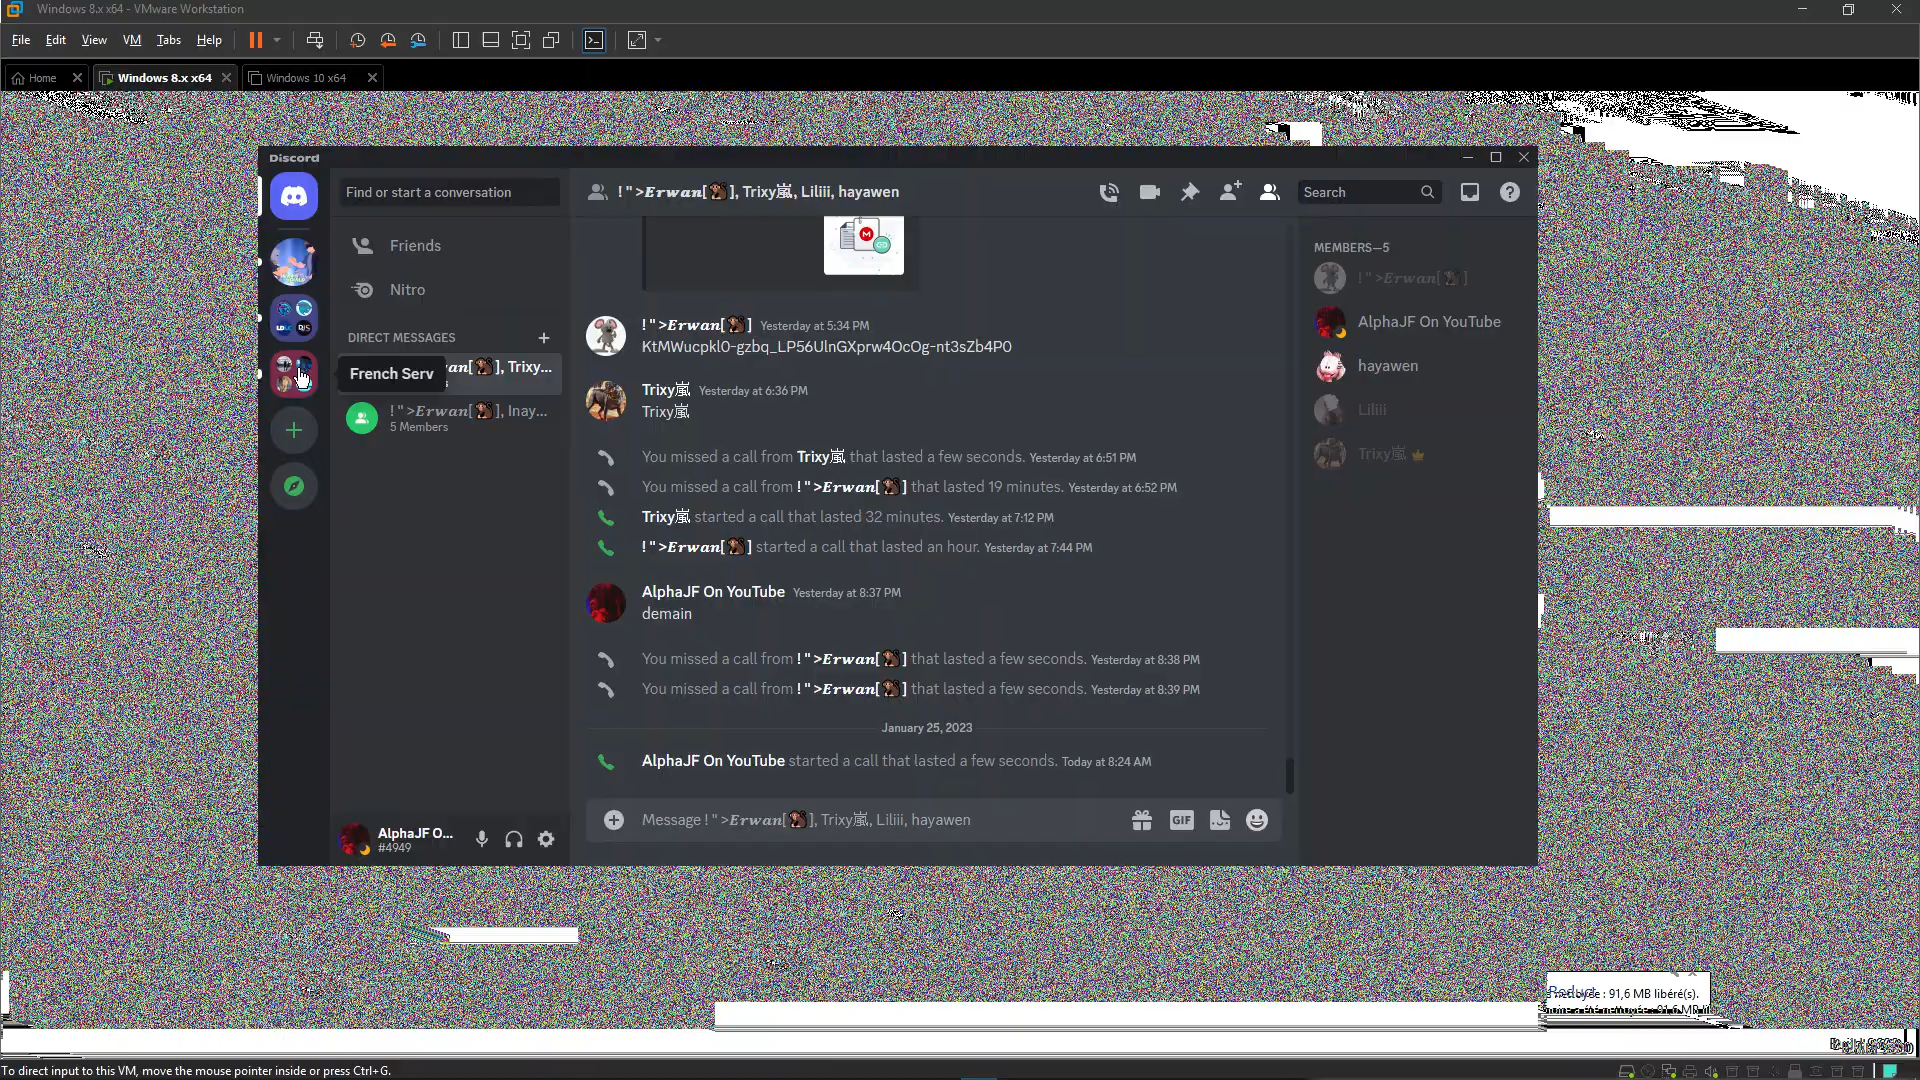 Windows 8.x x64 - VMware Workstation
File Edit View VM Tabs Help
Home Windows 8.x x64 Windows 10 x64
Discord
Find or start a conversation
Friends
Nitro
DIRECT MESSAGES
wan[], Trixy...
French Serv
!">Erwan[], Inay...
5 Members
AlphaJF O...
#4949
!">Erwan[], Trixy嵐, Liliii, hayawen
Search
!">Erwan[] Yesterday at 5:34 PM
KtMWucpkl0-gzbq_LP56UlnGXprw4OcOg-nt3sZb4P0
Trixy嵐 Yesterday at 6:36 PM
Trixy嵐
You missed a call from Trixy嵐 that lasted a few seconds. Yesterday at 6:51 PM
You missed a call from !">Erwan[] that lasted 19 minutes. Yesterday at 6:52 PM
Trixy嵐 started a call that lasted 32 minutes. Yesterday at 7:12 PM
!">Erwan[] started a call that lasted an hour. Yesterday at 7:44 PM
AlphaJF On YouTube Yesterday at 8:37 PM
demain
You missed a call from !">Erwan[] that lasted a few seconds. Yesterday at 8:38 PM
You missed a call from !">Erwan[] that lasted a few seconds. Yesterday at 8:39 PM
January 25, 2023
AlphaJF On YouTube started a call that lasted a few seconds. Today at 8:24 AM
Message !">Erwan[], Trixy嵐, Liliii, hayawen
GIF
MEMBERS—5
!">Erwan[]
AlphaJF On YouTube
hayawen
Liliii
Trixy嵐
nettoyée : 91,6 MB libéré(s).
To direct input to this VM, move the mouse pointer inside or press Ctrl+G.